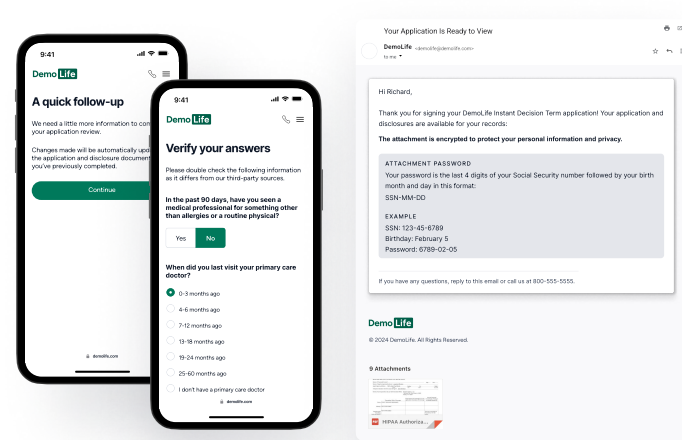 9:41
Demo Life
A quick follow-up
We need a little more information to
your application review.
Changes made will be automatically
the application and disclosure
you've previously completed.
Continue
demolife.com
9:41
Demo Life
Verify your answers
Please double check the following information
as it differs from our third-party sources.
In the past 90 days, have you seen a
medical professional for something other
than allergies or a routine physical?
Yes No
When did you last visit your primary care
doctor?
0-3 months ago
4-6 months ago
7-12 months ago
13-18 months ago
19-24 months ago
25-60 months ago
I don't have a primary care doctor
demolife.com
Your Application Is Ready to View
DemoLife <demolife@demolife.com>
to me
Hi Richard,
Thank you for signing your DemoLife Instant Decision Term application! Your application and
disclosures are available for your records:
The attachment is encrypted to protect your personal information and privacy.
ATTACHMENT PASSWORD
Your password is the last 4 digits of your Social Security number followed by your birth
month and day in this format:
SSN-MM-DD
EXAMPLE
SSN: 123-45-6789
Birthday: February 5
Password: 6789-02-05
If you have any questions, reply to this email or call us at 800-555-5555.
Demo Life
© 2024 DemoLife. All Rights Reserved.
9 Attachments
HIPAA Authoriza...